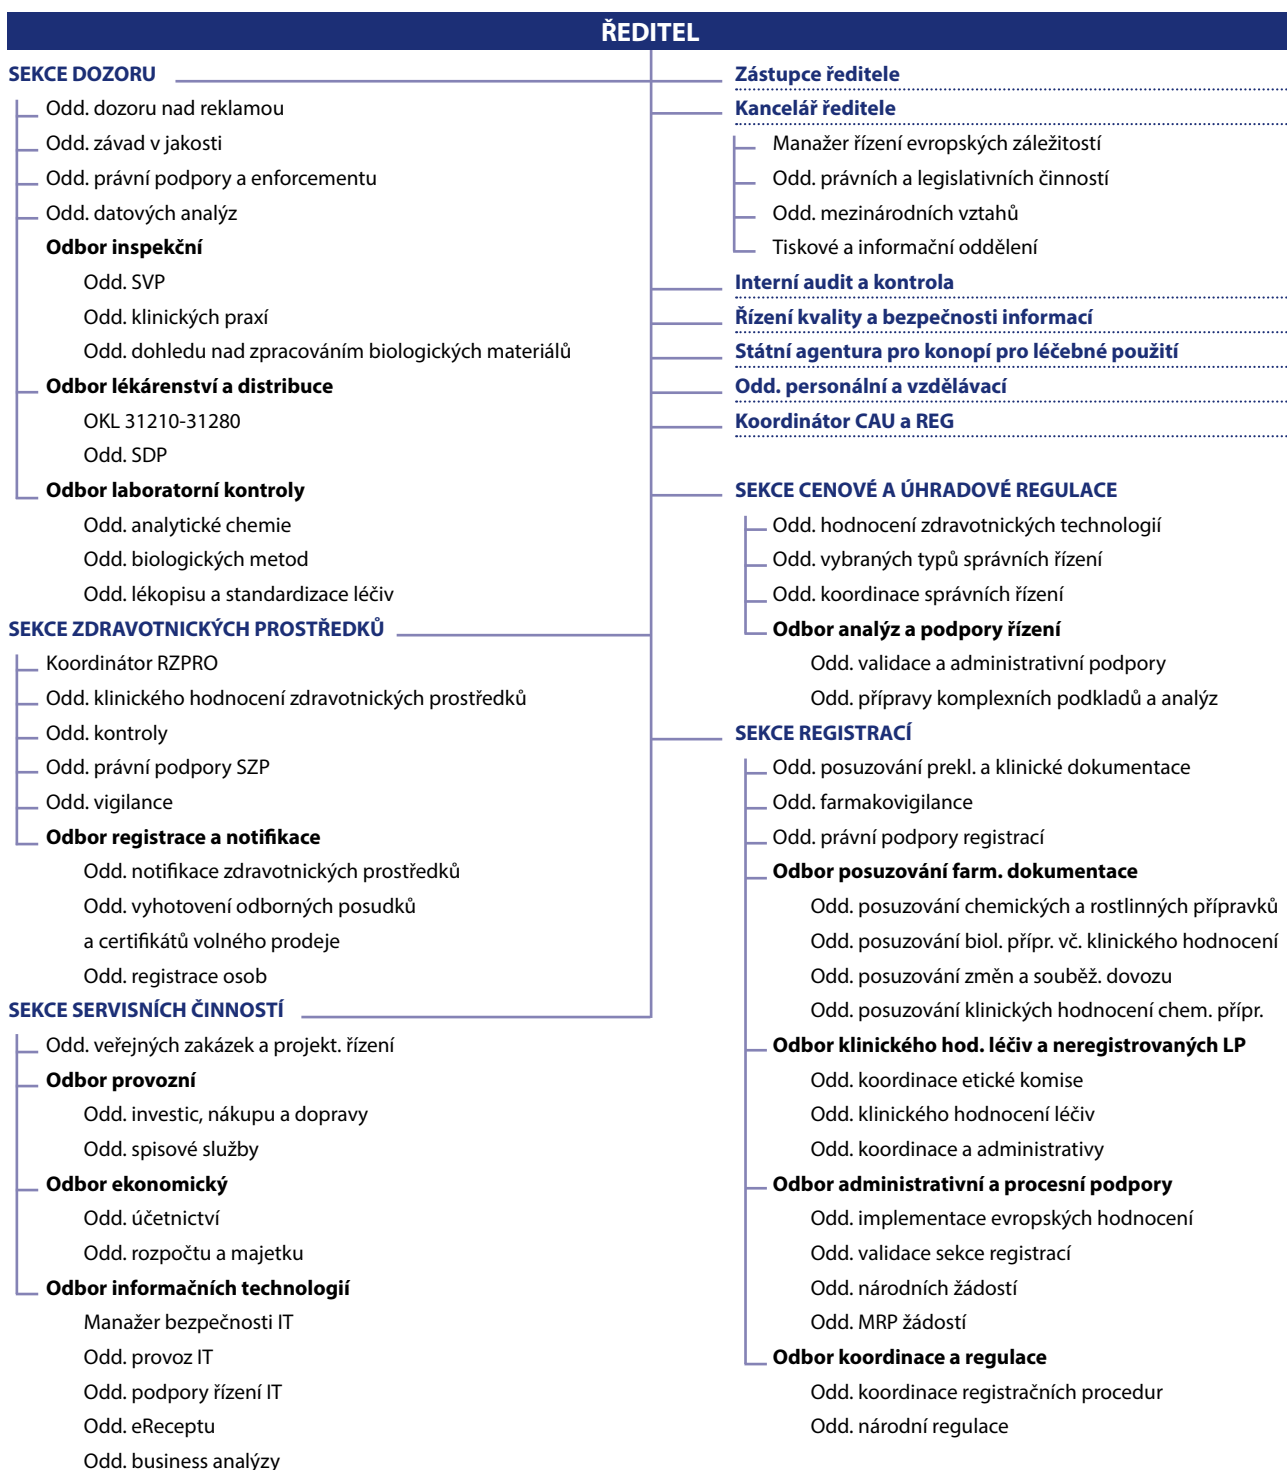 ŘEDITEL
SEKCE DOZORU
Odd. dozoru nad reklamou
Odd. závad v jakosti
Odd. právní podpory a enforcementu
Odd. datových analýz
Odbor inspekční
Odd. SVP
Odd. klinických praxí
Odd. dohledu nad zpracováním biologických materiálů
Odbor lékárenství a distribuce
OKL 31210-31280
Odd. SDP
Odbor laboratorní kontroly
Odd. analytické chemie
Odd. biologických metod
Odd. lékopisu a standardizace léčiv
SEKCE ZDRAVOTNICKÝCH PROSTŘEDKŮ
Koordinátor RZPRO
Odd. klinického hodnocení zdravotnických prostředků
Odd. kontroly
Odd. právní podpory SZP
Odd. vigilance
Odbor registrace a notifikace
Odd. notifikace zdravotnických prostředků
Odd. vyhotovení odborných posudků
a certifikátů volného prodeje
Odd. registrace osob
SEKCE SERVISNÍCH ČINNOSTÍ
Odd. veřejných zakázek a projekt. řízení
Odbor provozní
Odd. investic, nákupu a dopravy
Odd. spisové služby
Odbor ekonomický
Odd. účetnictví
Odd. rozpočtu a majetku
Odbor informačních technologií
Manažer bezpečnosti IT
Odd. provoz IT
Odd. podpory řízení IT
Odd. eReceptu
Odd. business analýzy
Zástupce ředitele
Kancelář ředitele
Manažer řízení evropských záležitostí
Odd. právních a legislativních činností
Odd. mezinárodních vztahů
Tiskové a informační oddělení
Interní audit a kontrola
Řízení kvality a bezpečnosti informací
Státní agentura pro konopí pro léčebné použití
Odd. personální a vzdělávací
Koordinátor CAU a REG
SEKCE CENOVÉ A ÚHRADOVÉ REGULACE
Odd. hodnocení zdravotnických technologií
Odd. vybraných typů správních řízení
Odd. koordinace správních řízení
Odbor analýz a podpory řízení
Odd. validace a administrativní podpory
Odd. přípravy komplexních podkladů a analýz
SEKCE REGISTRACÍ
Odd. posuzování prekl. a klinické dokumentace
Odd. farmakovigilance
Odd. právní podpory registrací
Odbor posuzování farm. dokumentace
Odd. posuzování chemických a rostlinných přípravků
Odd. posuzování biol. přípr. vč. klinického hodnocení
Odd. posuzování změn a souběž. dovozu
Odd. posuzování klinických hodnocení chem. přípr.
Odbor klinického hod. léčiv a neregistrovaných LP
Odd. koordinace etické komise
Odd. klinického hodnocení léčiv
Odd. koordinace a administrativy
Odbor administrativní a procesní podpory
Odd. implementace evropských hodnocení
Odd. validace sekce registrací
Odd. národních žádostí
Odd. MRP žádostí
Odbor koordinace a regulace
Odd. koordinace registračních procedur
Odd. národní regulace